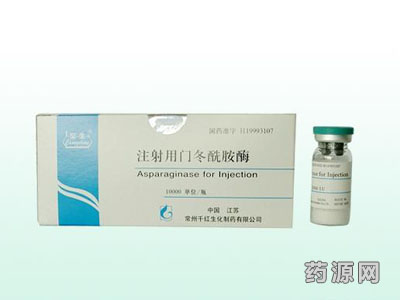 国药准字 H19993107
注射用门冬酰胺酶
Asparaginase for Injection
10000 单位/瓶
中国 江苏
常州千红生化制药有限公司
for Injection
药源网